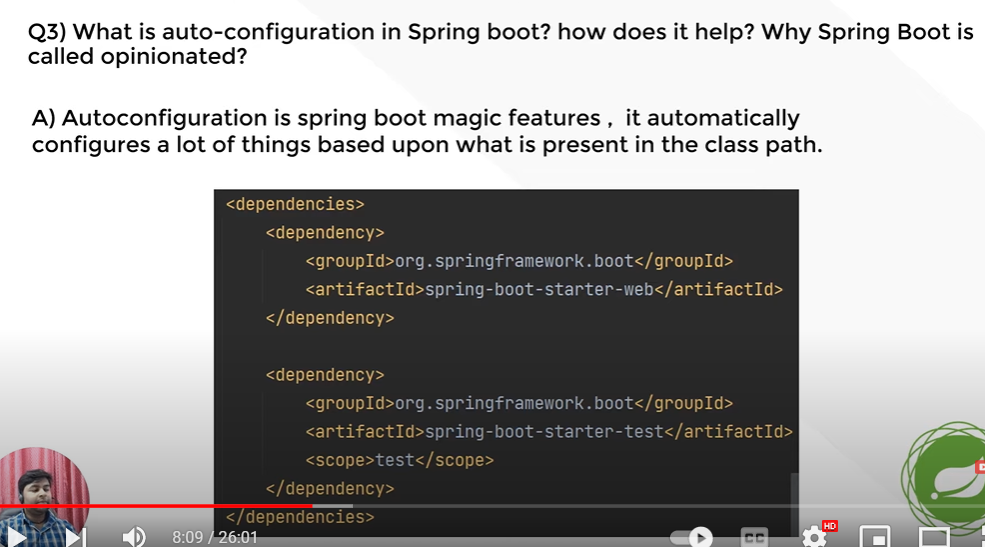 Q3) What is auto-configuration in Spring boot? how does it help? Why Spring Boot is
called opinionated?
A) Autoconfiguration is spring boot magic features , it automatically
configures a lot of things based upon what is present in the class path.
<dependencies>
<dependency>
<groupId>org.springframework.boot</groupId>
<artifactId>spring-boot-starter-web</artifactId>
</dependency>
<dependency>
<groupId>org.springframework.boot</groupId>
<artifactId>spring-boot-starter-test</artifactId>
<scope>test</scope>
</dependency>
</dependencies>
8:09 / 26:01
CC
HD